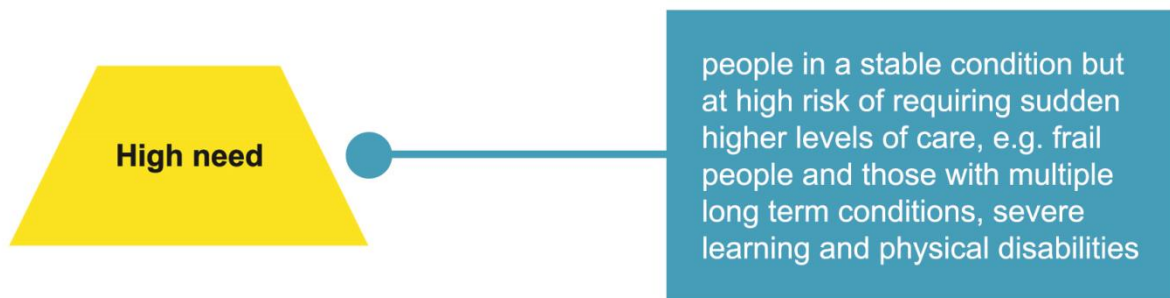 High need
people in a stable condition but
at high risk of requiring sudden
higher levels of care, e.g. frail
people and those with multiple
long term conditions, severe
learning and physical disabilities